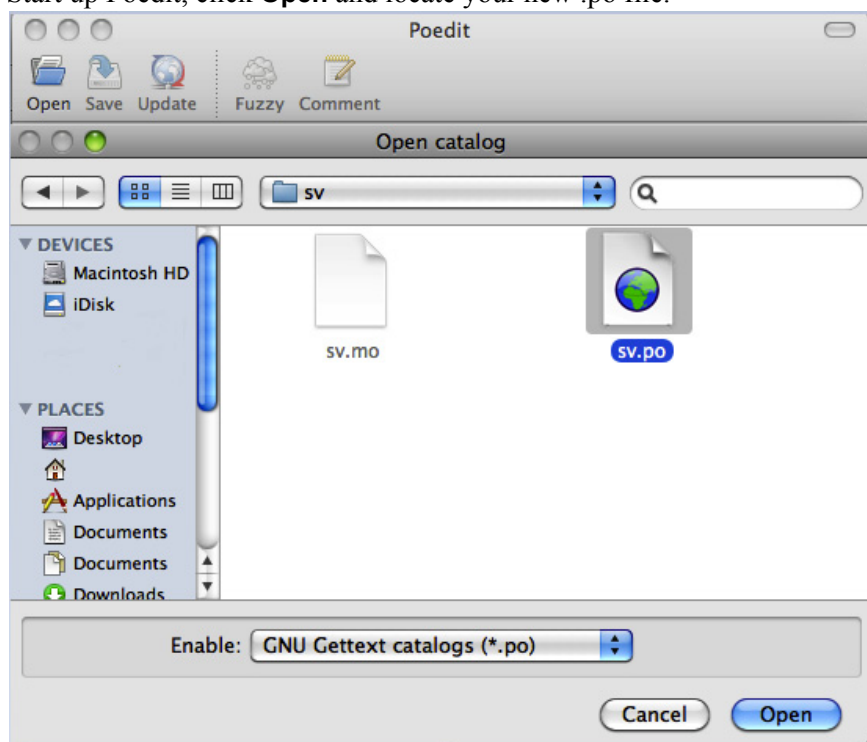 Start up Poedit, click Open and locate your new .po file.
Poedit
Open Save Update Fuzzy Comment
Open catalog
sv
DEVICES
Macintosh HD
iDisk
sv.mo
sv.po
PLACES
Desktop
Applications
Documents
Documents
Downloads
Enable: GNU Gettext catalogs (*.po)
Cancel Open